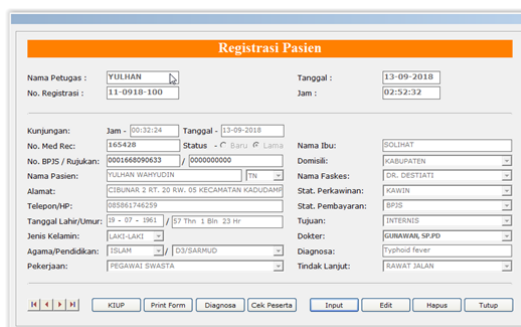 Registrasi Pasien
Nama Petugas : YULHAN Tanggal : 13-09-2018
No. Registrasi : 11-0918-100 Jam : 02:52:32
Kunjungan: Jam - 00:32:24 Tanggal - 13-09-2018
No. Med Rec: 165428 Status - Baru Lama Nama Ibu: SOLIHAT
No. BPJS / Rujukan: 0001668090633 / 0000000000 Domisili: KABUPATEN
Nama Pasien: YULHAN WAHYUDIN TN Nama Faskes: DR. DESTIATI
Alamat: CIBUNAR 2 RT. 20 RW. 05 KECAMATAN KADUDAMP Stat. Perkawinan: KAWIN
Telepon/HP: 085861746259 Stat. Pembayaran: BPJS
Tanggal Lahir/Umur: 19 - 07 - 1961 / 57 Thn 1 Bln 23 Hr Tujuan: INTERNIS
Jenis Kelamin: LAKI-LAKI Dokter: GUNAWAN, SP.PD
Agama/Pendidikan: ISLAM / D3/SARMUD Diagnosa: Typhoid fever
Pekerjaan: PEGAWAI SWASTA Tindak Lanjut: RAWAT JALAN
KIUP Print Form Diagnosa Cek Peserta Input Edit Hapus Tutup